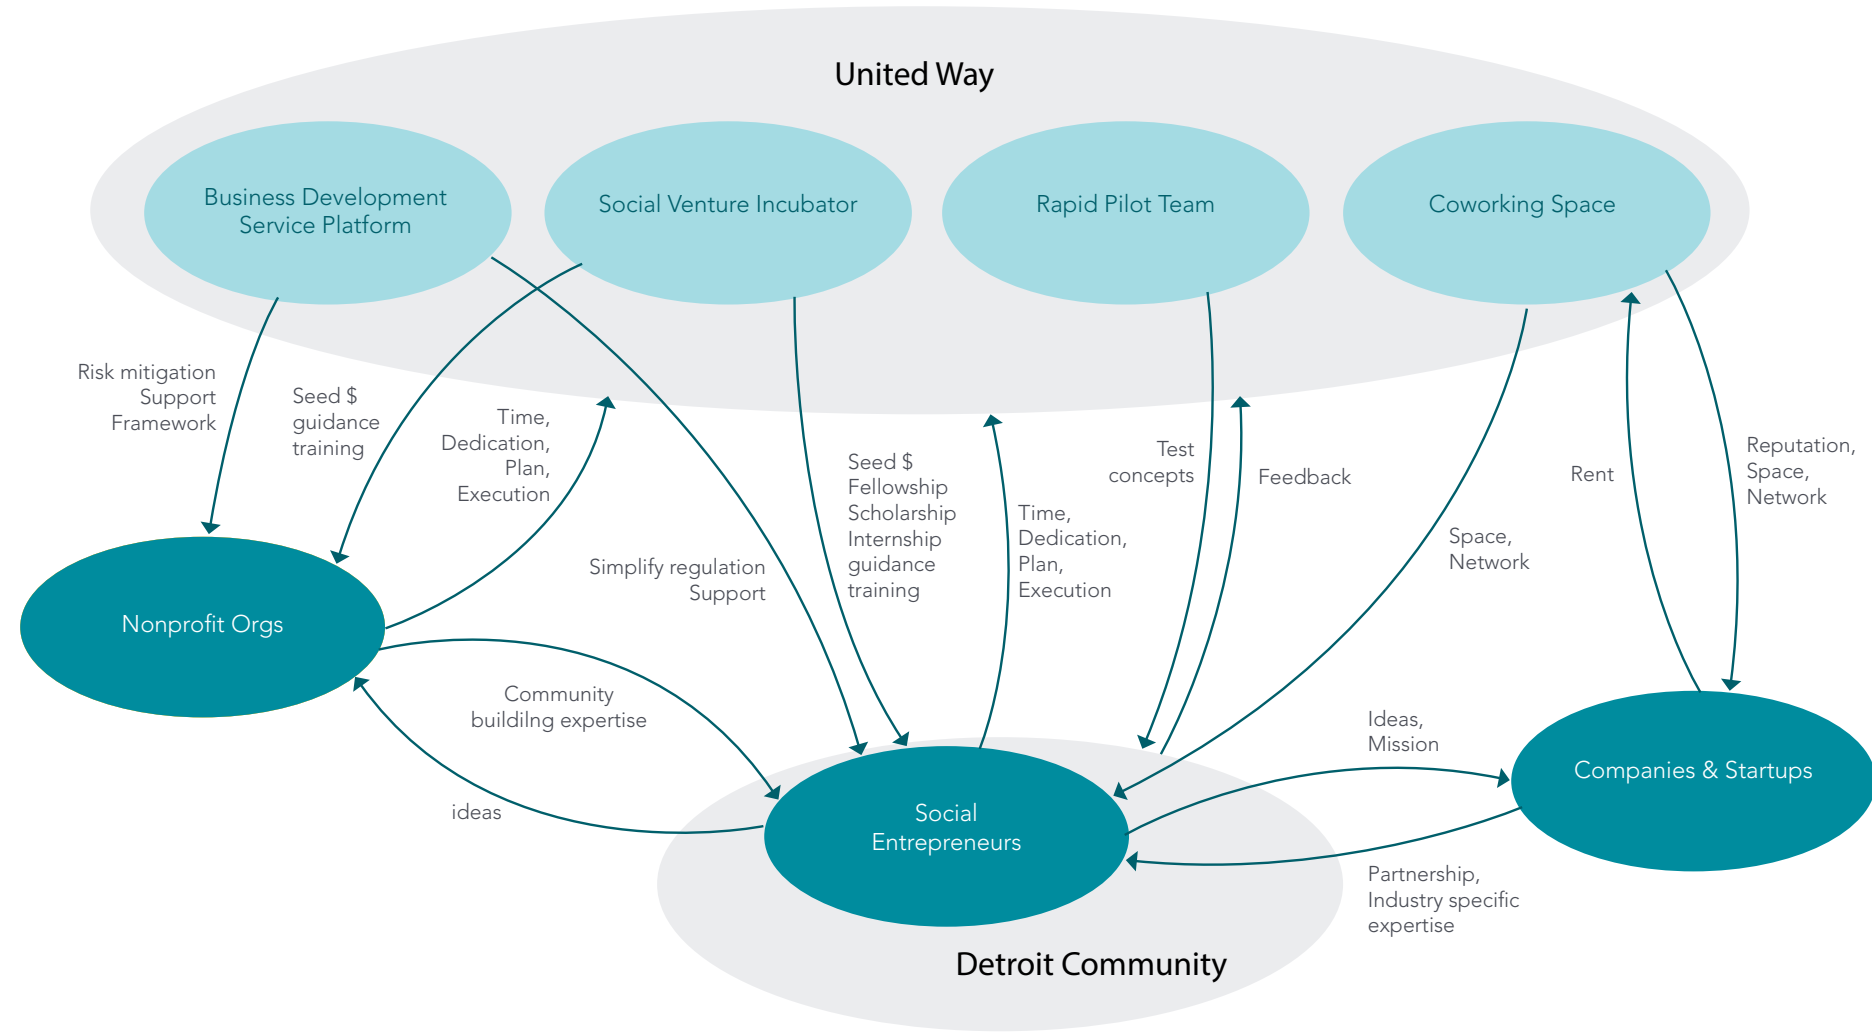 United Way
Business Development
Service Platform
Social Venture Incubator
Rapid Pilot Team
Coworking Space
Risk mitigation
Support
Framework
Seed $
guidance
training
Time,
Dedication,
Plan,
Execution
Simplify regulation
Support
Seed $
Fellowship
Scholarship
Internship
guidance
training
Time,
Dedication,
Plan,
Execution
Test
concepts
Feedback
Space,
Network
Rent
Reputation,
Space,
Network
Nonprofit Orgs
Community
buildilng expertise
ideas
Social
Entrepreneurs
Ideas,
Mission
Companies & Startups
Partnership,
Industry specific
expertise
Detroit Community